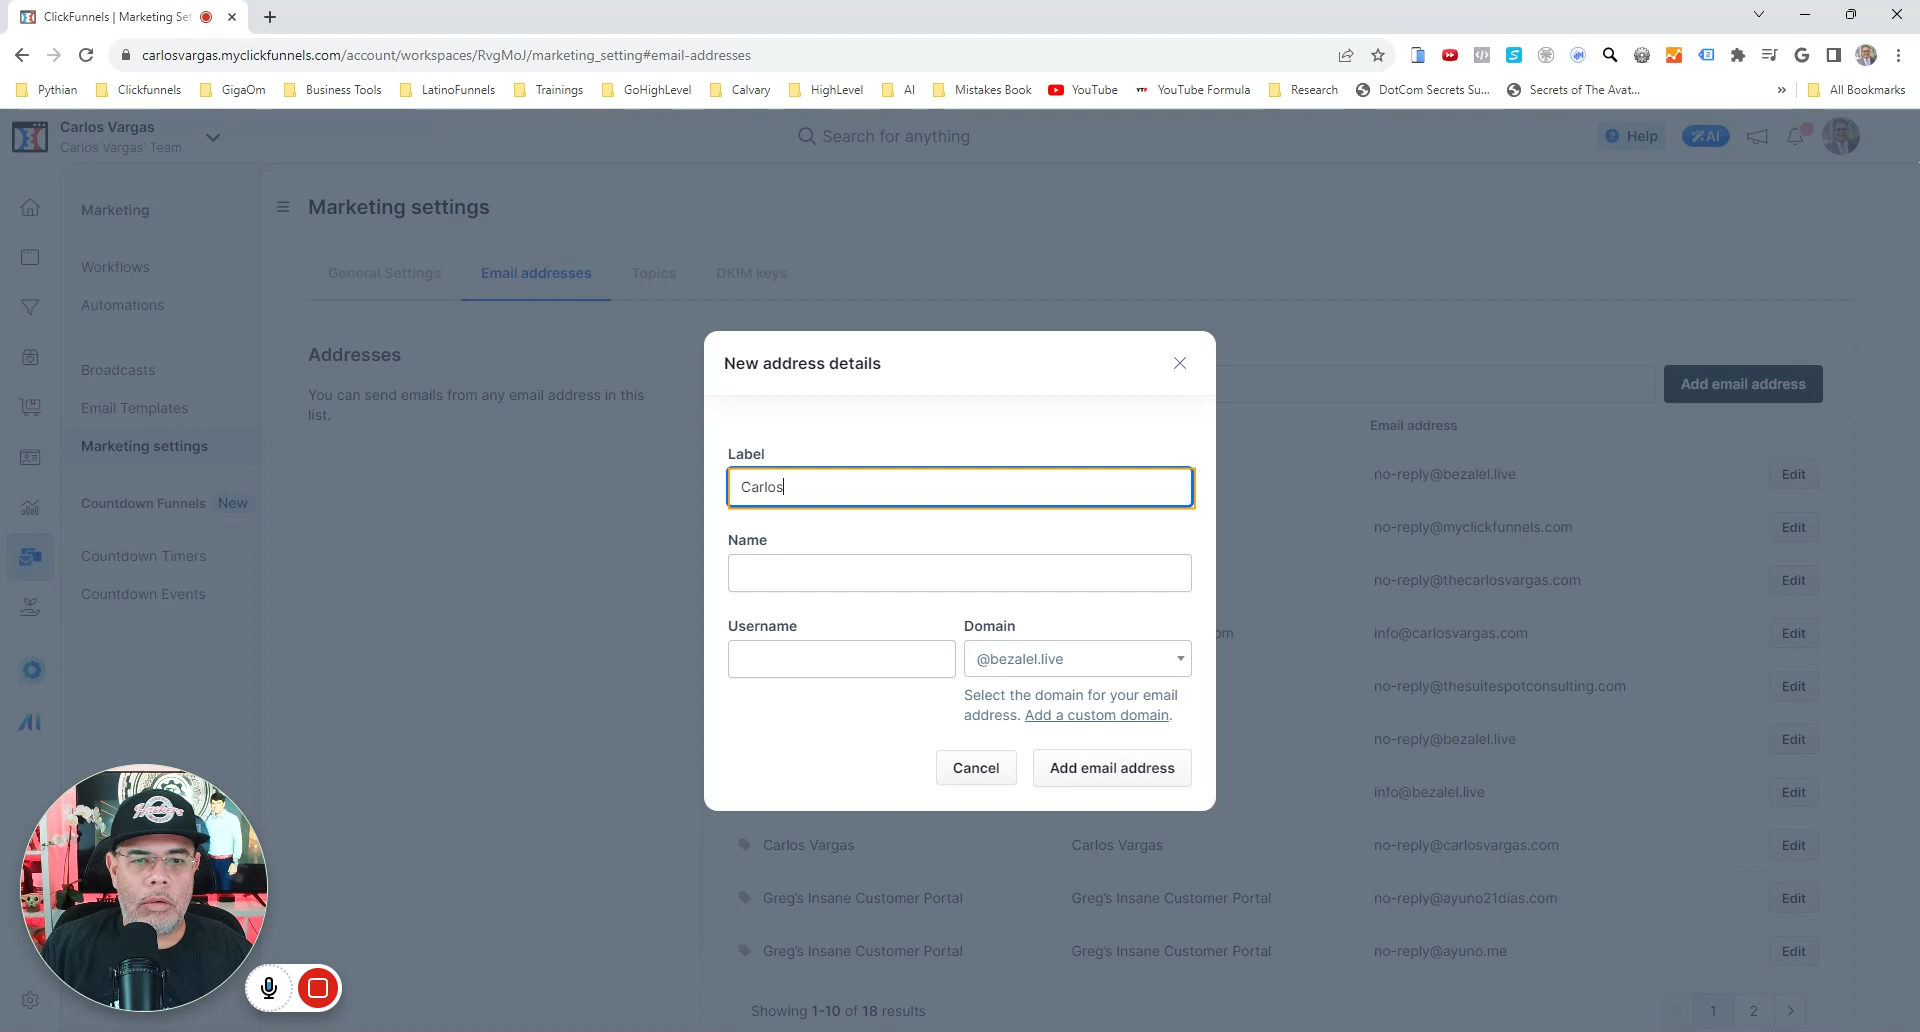 ClickFunnels | Marketing Set
carlosvargas.myclickfunnels.com/account/workspaces/RvgMoJ/marketing_setting#email-addresses
Pythian
Clickfunnels
GigaOm
Business Tools
LatinoFunnels
Trainings
GoHighLevel
Calvary
HighLevel
AI
Mistakes Book
YouTube
YouTube Formula
Research
DotCom Secrets Su...
Secrets of The Avat...
»
All Bookmarks
Carlos Vargas
Carlos Vargas' Team
Search for anything
Help
AI
Marketing
Workflows
Automations
Broadcasts
Email Templates
Marketing settings
Countdown Funnels New
Countdown Timers
Countdown Events
Marketing settings
General Settings
Email addresses
Topics
DKIM keys
Addresses
You can send emails from any email address in this
list.
Add email address
Email address
no-reply@bezalel.live
Edit
no-reply@myclickfunnels.com
Edit
no-reply@thecarlosvargas.com
Edit
om
info@carlosvargas.com
Edit
no-reply@thesuitespotconsulting.com
Edit
no-reply@bezalel.live
Edit
info@bezalel.live
Edit
Carlos Vargas
Carlos Vargas
no-reply@carlosvargas.com
Edit
Greg's Insane Customer Portal
Greg's Insane Customer Portal
no-reply@ayuno21dias.com
Edit
Greg's Insane Customer Portal
Greg's Insane Customer Portal
no-reply@ayuno.me
Edit
Showing 1-10 of 18 results
1
2
New address details
Label
Carlos
Name
Username
Domain
@bezalel.live
Select the domain for your email
address. Add a custom domain.
Cancel
Add email address